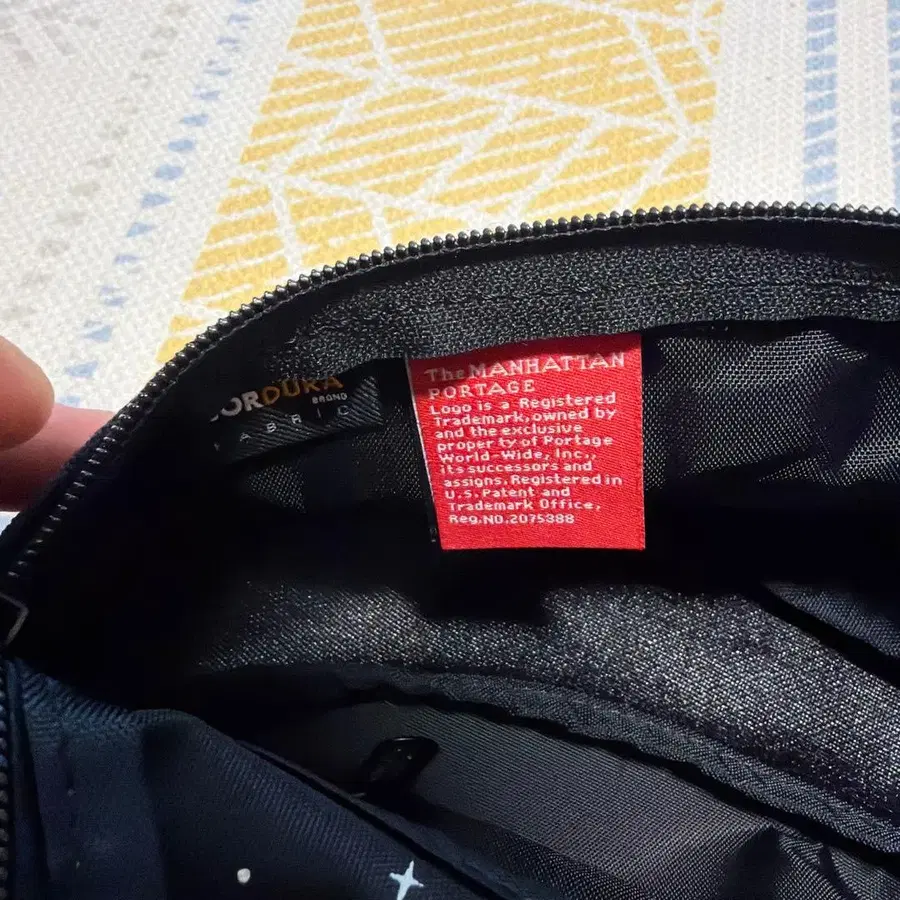 ORDURA
BRAND
FABRIC
The MANHATTAN
PORTAGE
Logo is a Registered
Trademark, owned by
and the exclusive
property of Portage
World-Wide, Inc.,
its successors and
assigns. Registered in
U.S. Patent and
Trademark Office,
Reg.NO.2075388